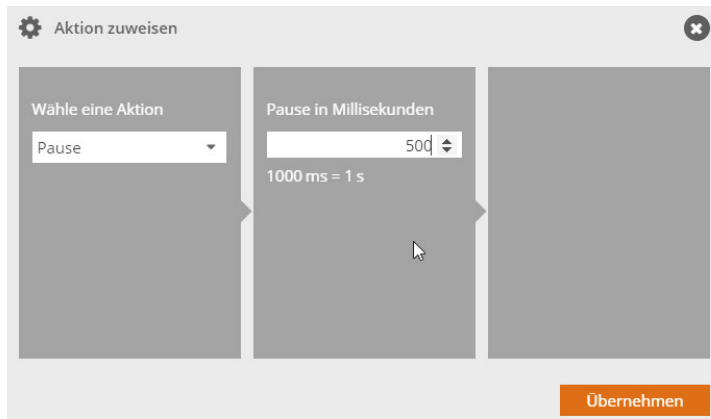 Aktion zuweisen
Wähle eine Aktion
Pause
Pause in Millisekunden
500
1000 ms = 1 s
Übernehmen